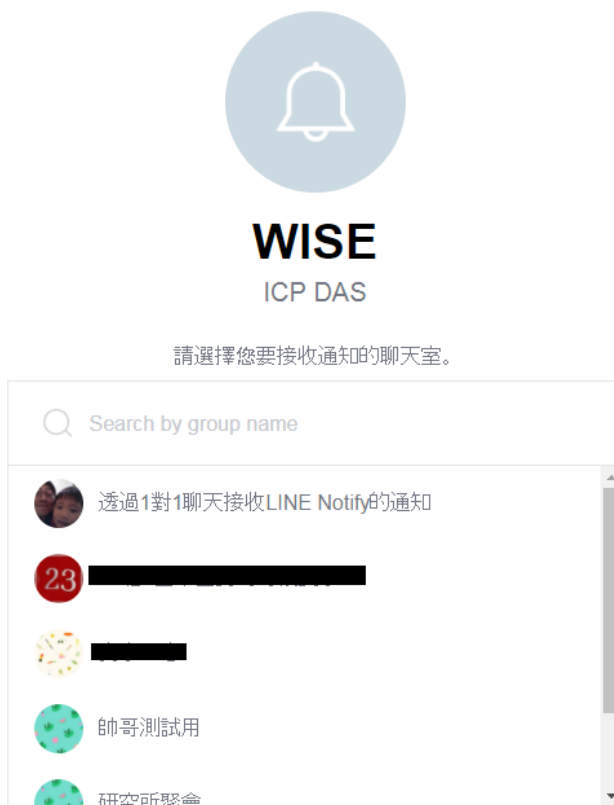 WISE
ICP DAS
請選擇您要接收通知的聊天室。
Search by group name
透過1對1聊天接收LINE Notify的通知
23
帥哥測試用
研究所聚會